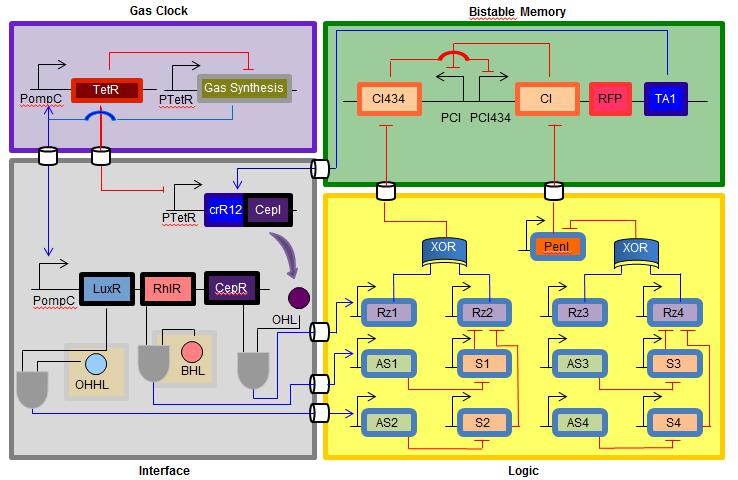 Gas Clock
Bistable Memory
TetR
Gas Synthesis
PompC
PTetR
CI434
CI
RFP
TA1
PCI
PCI434
crR12
CepI
PTetR
LuxR
RhlR
CepR
PompC
OHL
OHHL
BHL
XOR
PenI
XOR
Rz1
Rz2
Rz3
Rz4
AS1
S1
AS3
S3
AS2
S2
AS4
S4
Interface
Logic